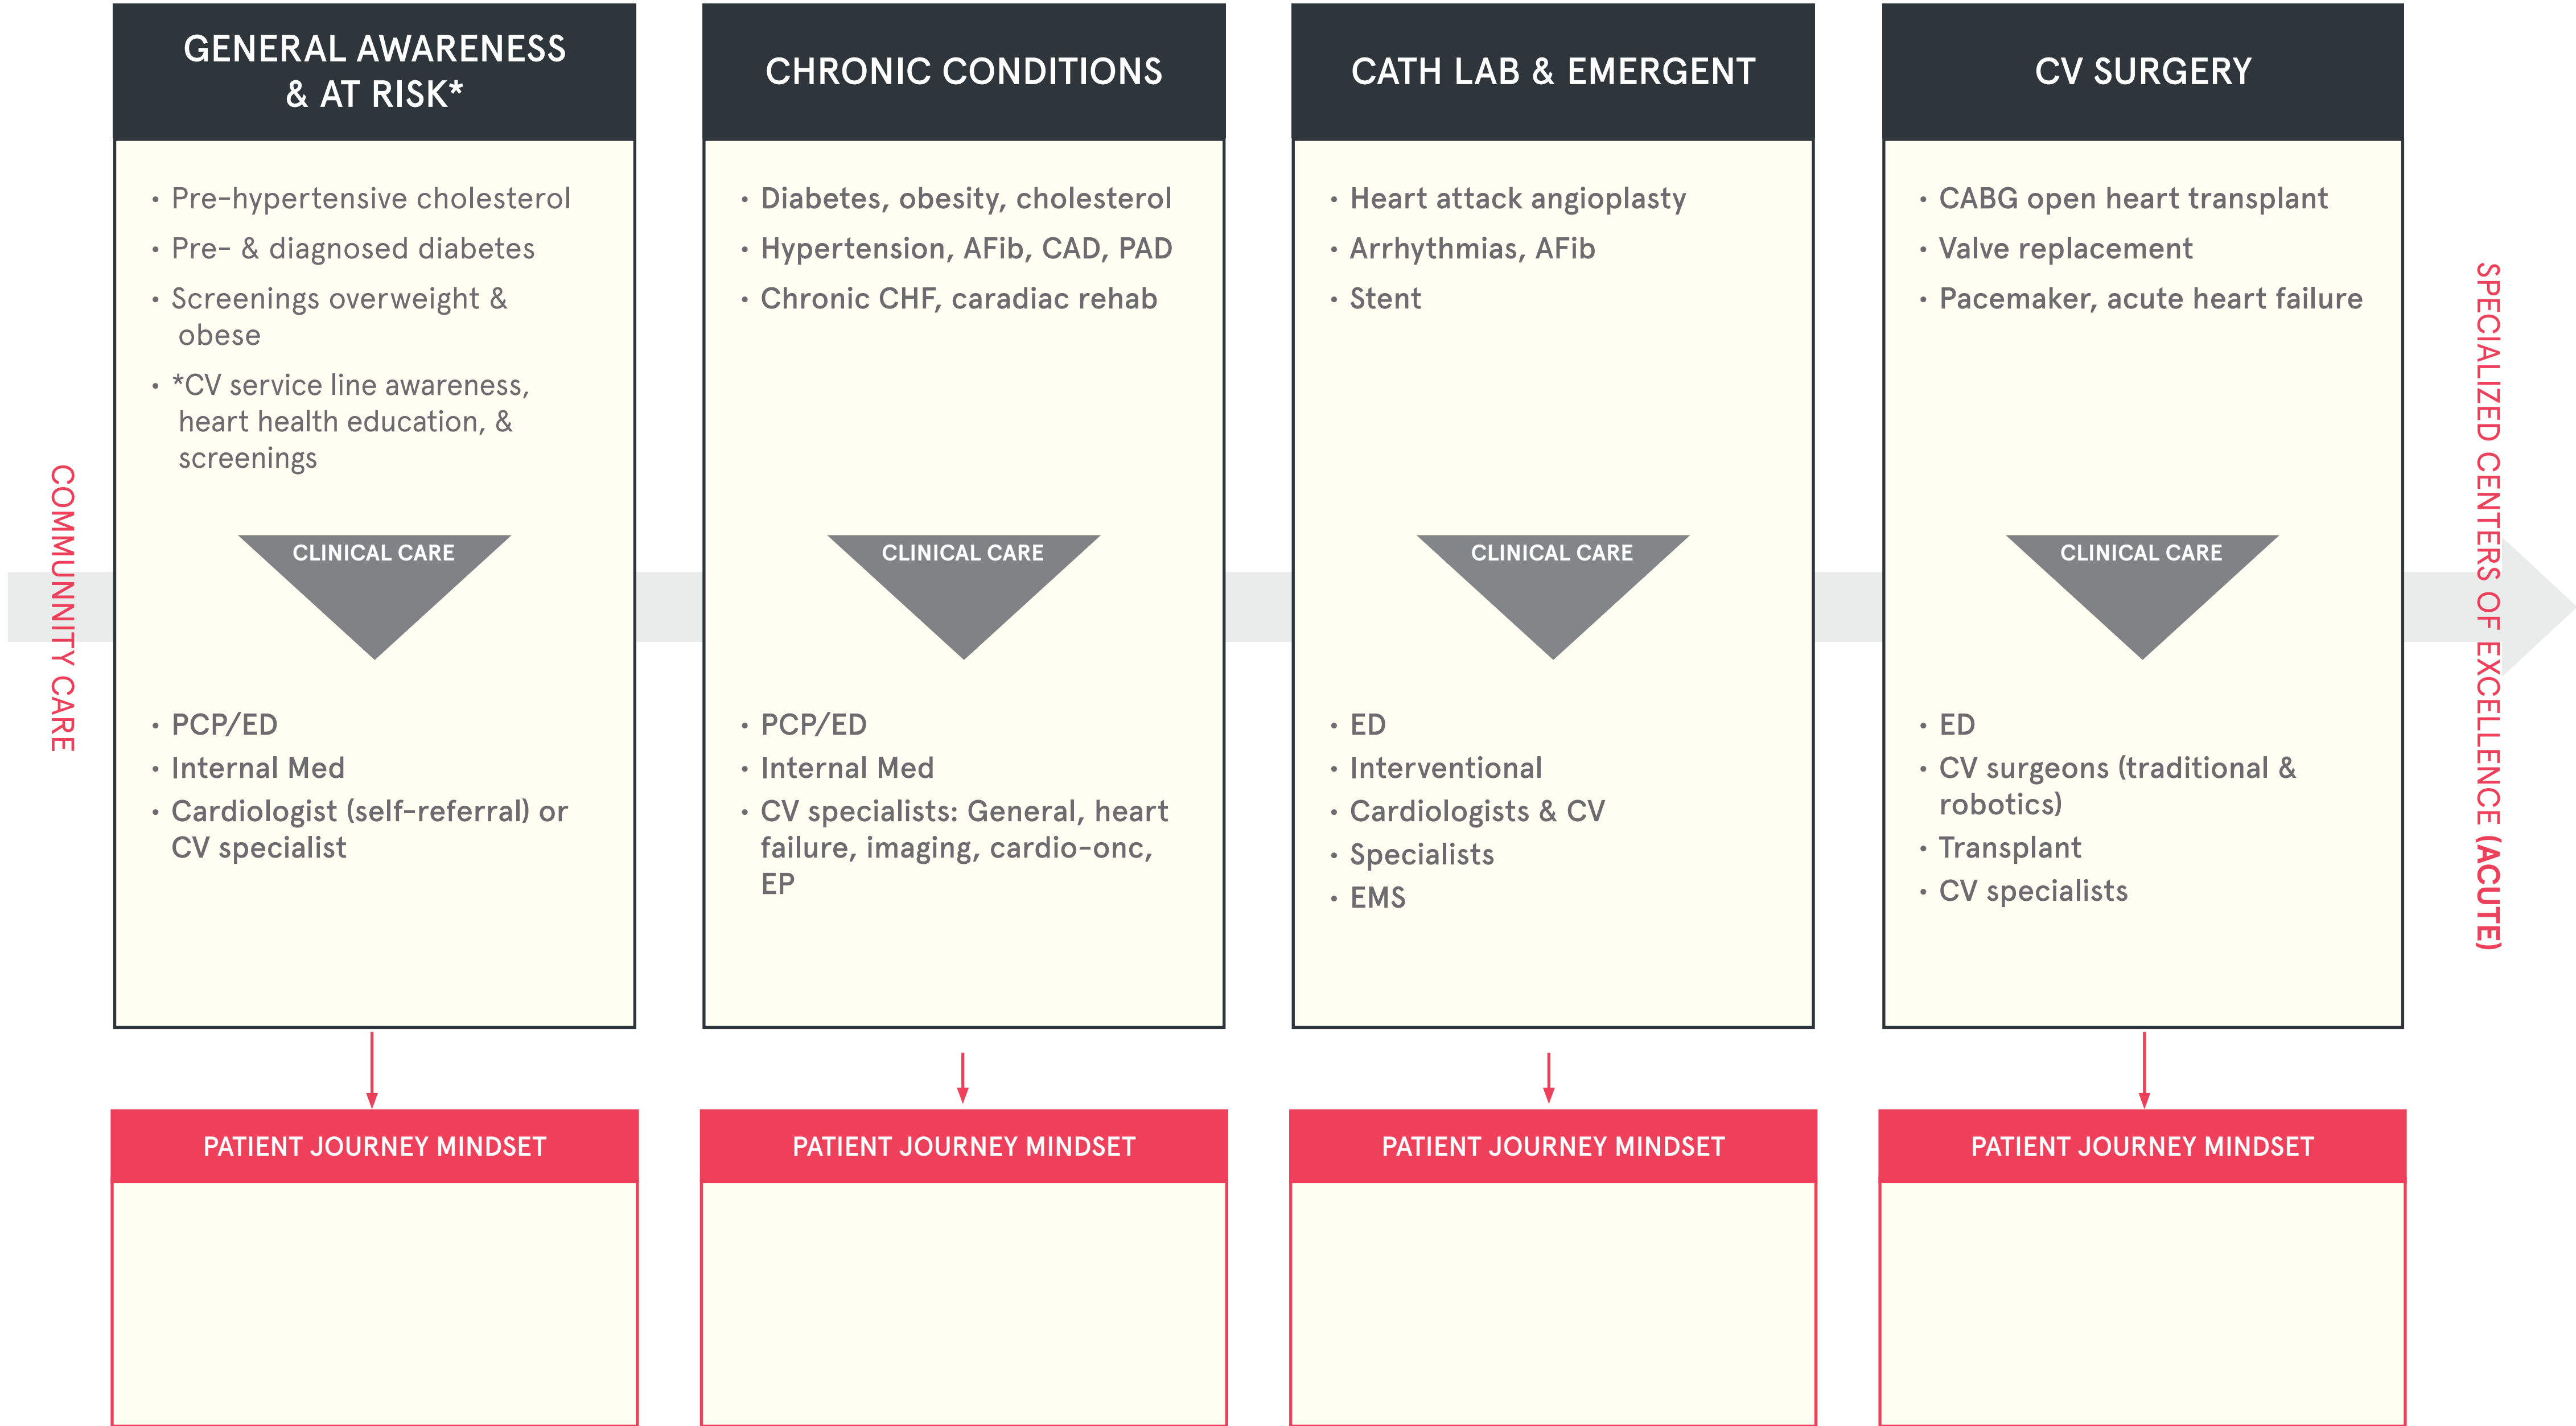 GENERAL AWARENESS
& AT RISK*
• Pre-hypertensive cholesterol
• Pre- & diagnosed diabetes
• Screenings overweight &
obese
• *CV service line awareness,
heart health education, &
screenings
CLINICAL CARE
• PCP/ED
• Internal Med
• Cardiologist (self-referral) or
CV specialist
PATIENT JOURNEY MINDSET
CHRONIC CONDITIONS
• Diabetes, obesity, cholesterol
• Hypertension, AFib, CAD, PAD
• Chronic CHF, caradiac rehab
CLINICAL CARE
• PCP/ED
• Internal Med
• CV specialists: General, heart
failure, imaging, cardio-onc,
EP
PATIENT JOURNEY MINDSET
CATH LAB & EMERGENT
• Heart attack angioplasty
• Arrhythmias, AFib
• Stent
CLINICAL CARE
• ED
• Interventional
• Cardiologists & CV
• Specialists
• EMS
PATIENT JOURNEY MINDSET
CV SURGERY
• CABG open heart transplant
• Valve replacement
• Pacemaker, acute heart failure
CLINICAL CARE
• ED
• CV surgeons (traditional &
robotics)
• Transplant
• CV specialists
PATIENT JOURNEY MINDSET
COMMUNNITY CARE
SPECIALIZED CENTERS OF EXCELLENCE (ACUTE)